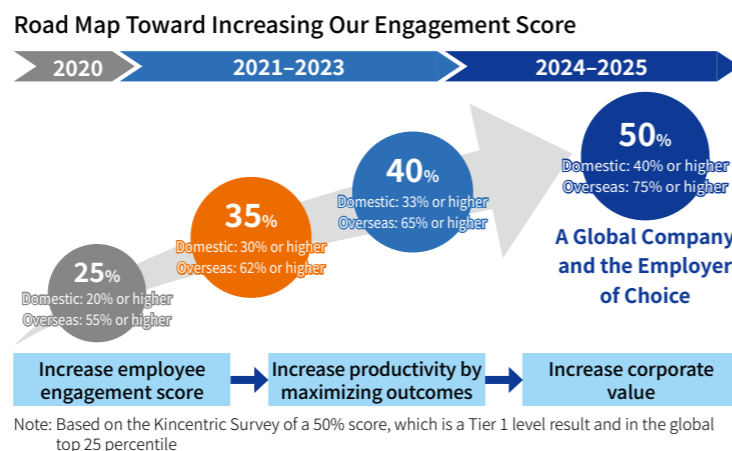 Road Map Toward Increasing Our Engagement Score
2020
2021–2023
2024–2025
25%
Domestic: 20% or higher
Overseas: 55% or higher
35%
Domestic: 30% or higher
Overseas: 62% or higher
40%
Domestic: 33% or higher
Overseas: 65% or higher
50%
Domestic: 40% or higher
Overseas: 75% or higher
A Global Company
and the Employer
of Choice
Increase employee
engagement score
Increase productivity by
maximizing outcomes
Increase corporate
value
Note: Based on the Kincentric Survey of a 50% score, which is a Tier 1 level result and in the global
top 25 percentile